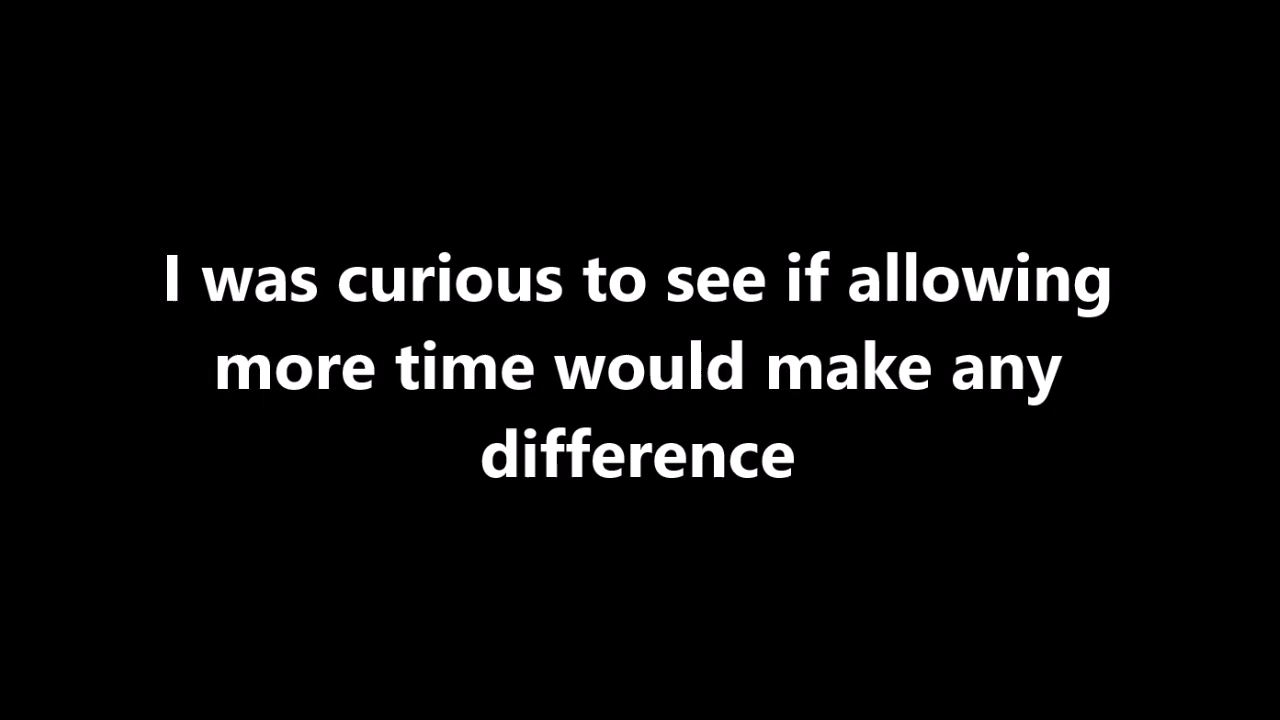 I was curious to see if allowing
more time would make any
difference